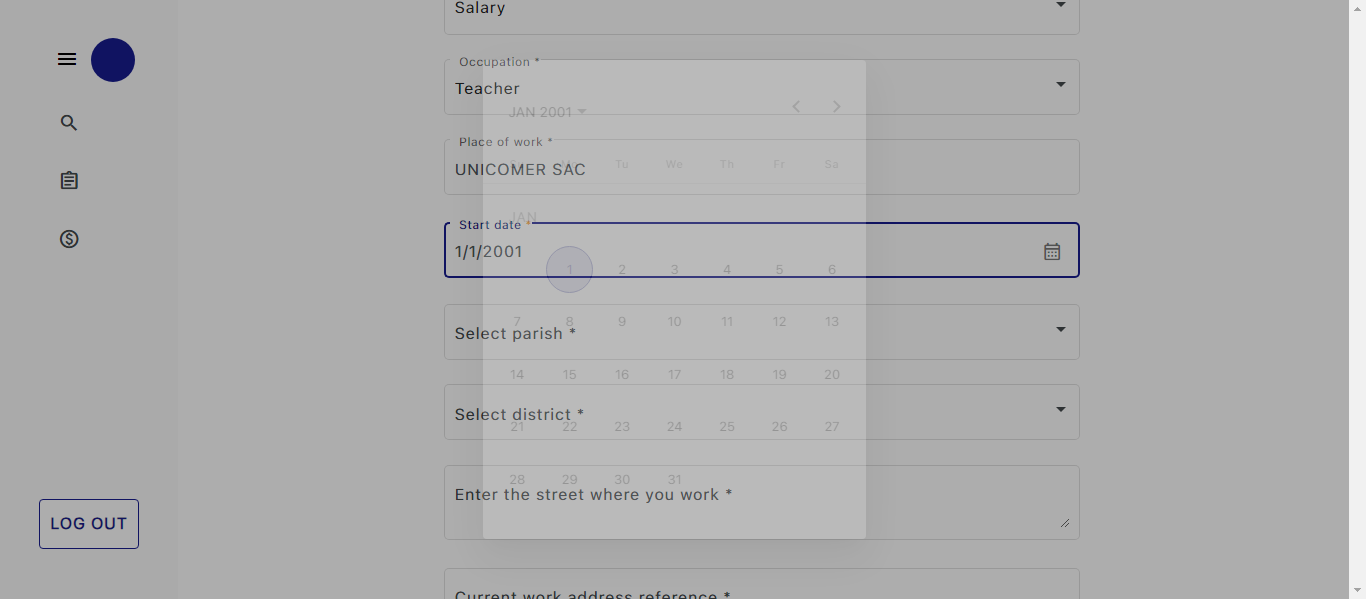 Salary
Occupation *
Teacher
JAN 2001
Place of work *
UNICOMER SAC
Su Mo Tu We Th Fr Sa
JAN
Start date *
1/1/2001
1 2 3 4 5 6
7 8 9 10 11 12 13
Select parish *
14 15 16 17 18 19 20
Select district *
21 22 23 24 25 26 27
28 29 30 31
Enter the street where you work *
LOG OUT
Current work address reference *